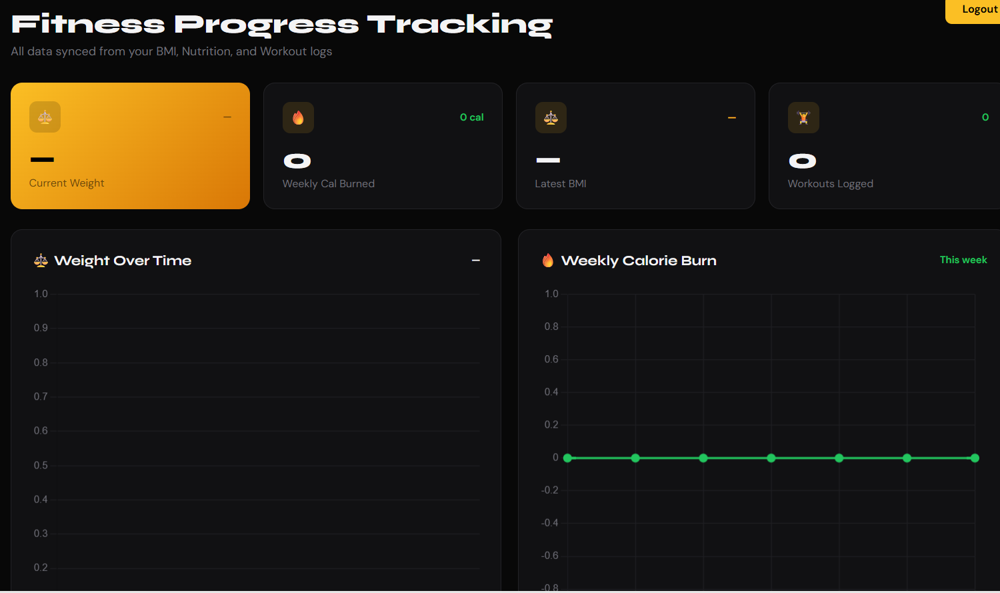 Fitness Progress Tracking
Logout
All data synced from your BMI, Nutrition, and Workout logs
—
—
Current Weight
0 cal
0
Weekly Cal Burned
—
—
Latest BMI
0
0
Workouts Logged
Weight Over Time
—
1.0
0.9
0.8
0.7
0.6
0.5
0.4
0.3
0.2
Weekly Calorie Burn
This week
1.0
0.8
0.6
0.4
0.2
0
-0.2
-0.4
-0.6
-0.8